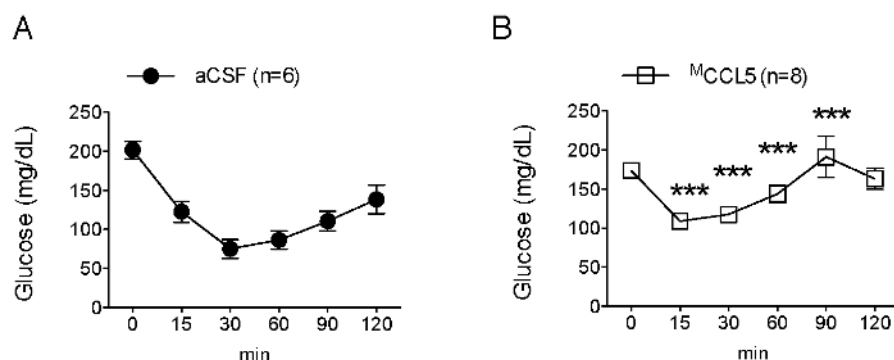 A
aCSF (n=6)
Glucose (mg/dL)
250
200
150
100
50
0
0 15 30 60 90 120
min
B
ᴹCCL5 (n=8)
Glucose (mg/dL)
250
200
150
100
50
0
*** *** *** ***
0 15 30 60 90 120
min